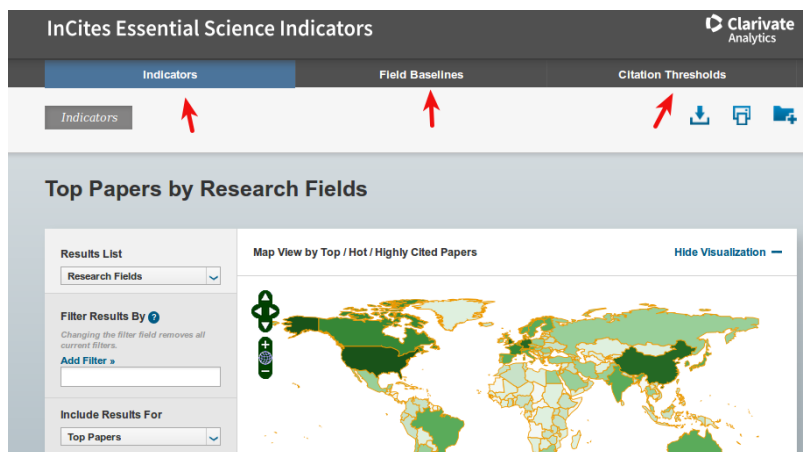 InCites Essential Science Indicators
Clarivate
Analytics
Indicators
Field Baselines
Citation Thresholds
Indicators
Top Papers by Research Fields
Results List
Research Fields
Filter Results By ?
Changing the filter field removes all
current filters.
Add Filter »
Include Results For
Top Papers
Map View by Top / Hot / Highly Cited Papers
Hide Visualization −